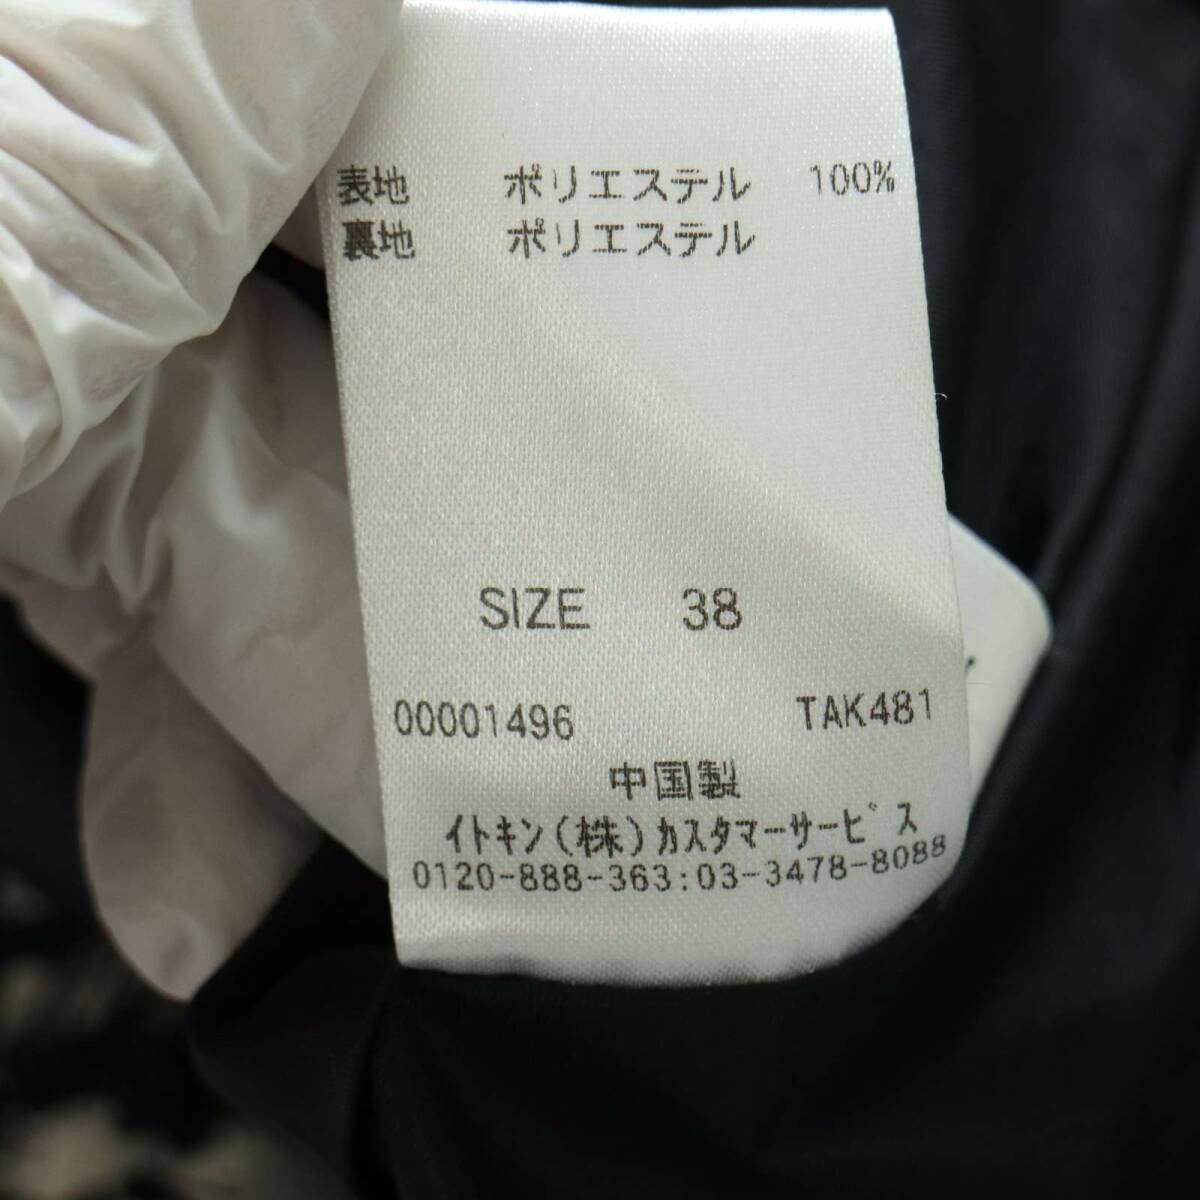 表地 ポリエステル 100%
裏地 ポリエステル
SIZE 38
00001496 TAK481
中国製
イトキン(株)カスタマーサービス
0120-888-363:03-3478-8088